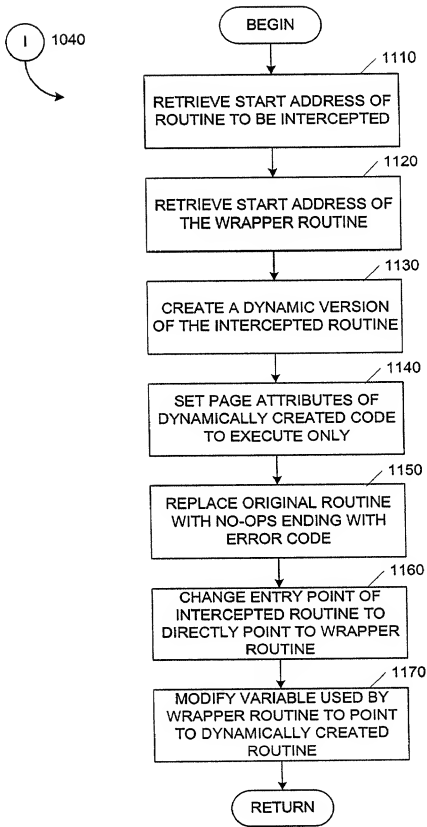 I
1040
BEGIN
1110
RETRIEVE START ADDRESS OF
ROUTINE TO BE INTERCEPTED
1120
RETRIEVE START ADDRESS OF
THE WRAPPER ROUTINE
1130
CREATE A DYNAMIC VERSION
OF THE INTERCEPTED ROUTINE
1140
SET PAGE ATTRIBUTES OF
DYNAMICALLY CREATED CODE
TO EXECUTE ONLY
1150
REPLACE ORIGINAL ROUTINE
WITH NO-OPS ENDING WITH
ERROR CODE
1160
CHANGE ENTRY POINT OF
INTERCEPTED ROUTINE TO
DIRECTLY POINT TO WRAPPER
ROUTINE
1170
MODIFY VARIABLE USED BY
WRAPPER ROUTINE TO POINT
TO DYNAMICALLY CREATED
ROUTINE
RETURN